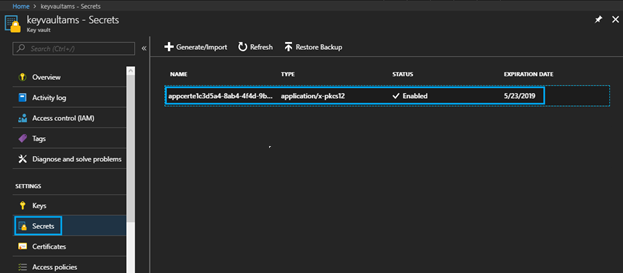 Home > keyvaultams - Secrets
keyvaultams - Secrets
Key vault
Search (Ctrl+/)
Overview
Activity log
Access control (IAM)
Tags
Diagnose and solve problems
SETTINGS
Keys
Secrets
Certificates
Access policies
Generate/Import
Refresh
Restore Backup
NAME TYPE STATUS EXPIRATION DATE
appcerte1c3d5a4-8ab4-4f4d-9b... application/x-pkcs12 Enabled 5/23/2019